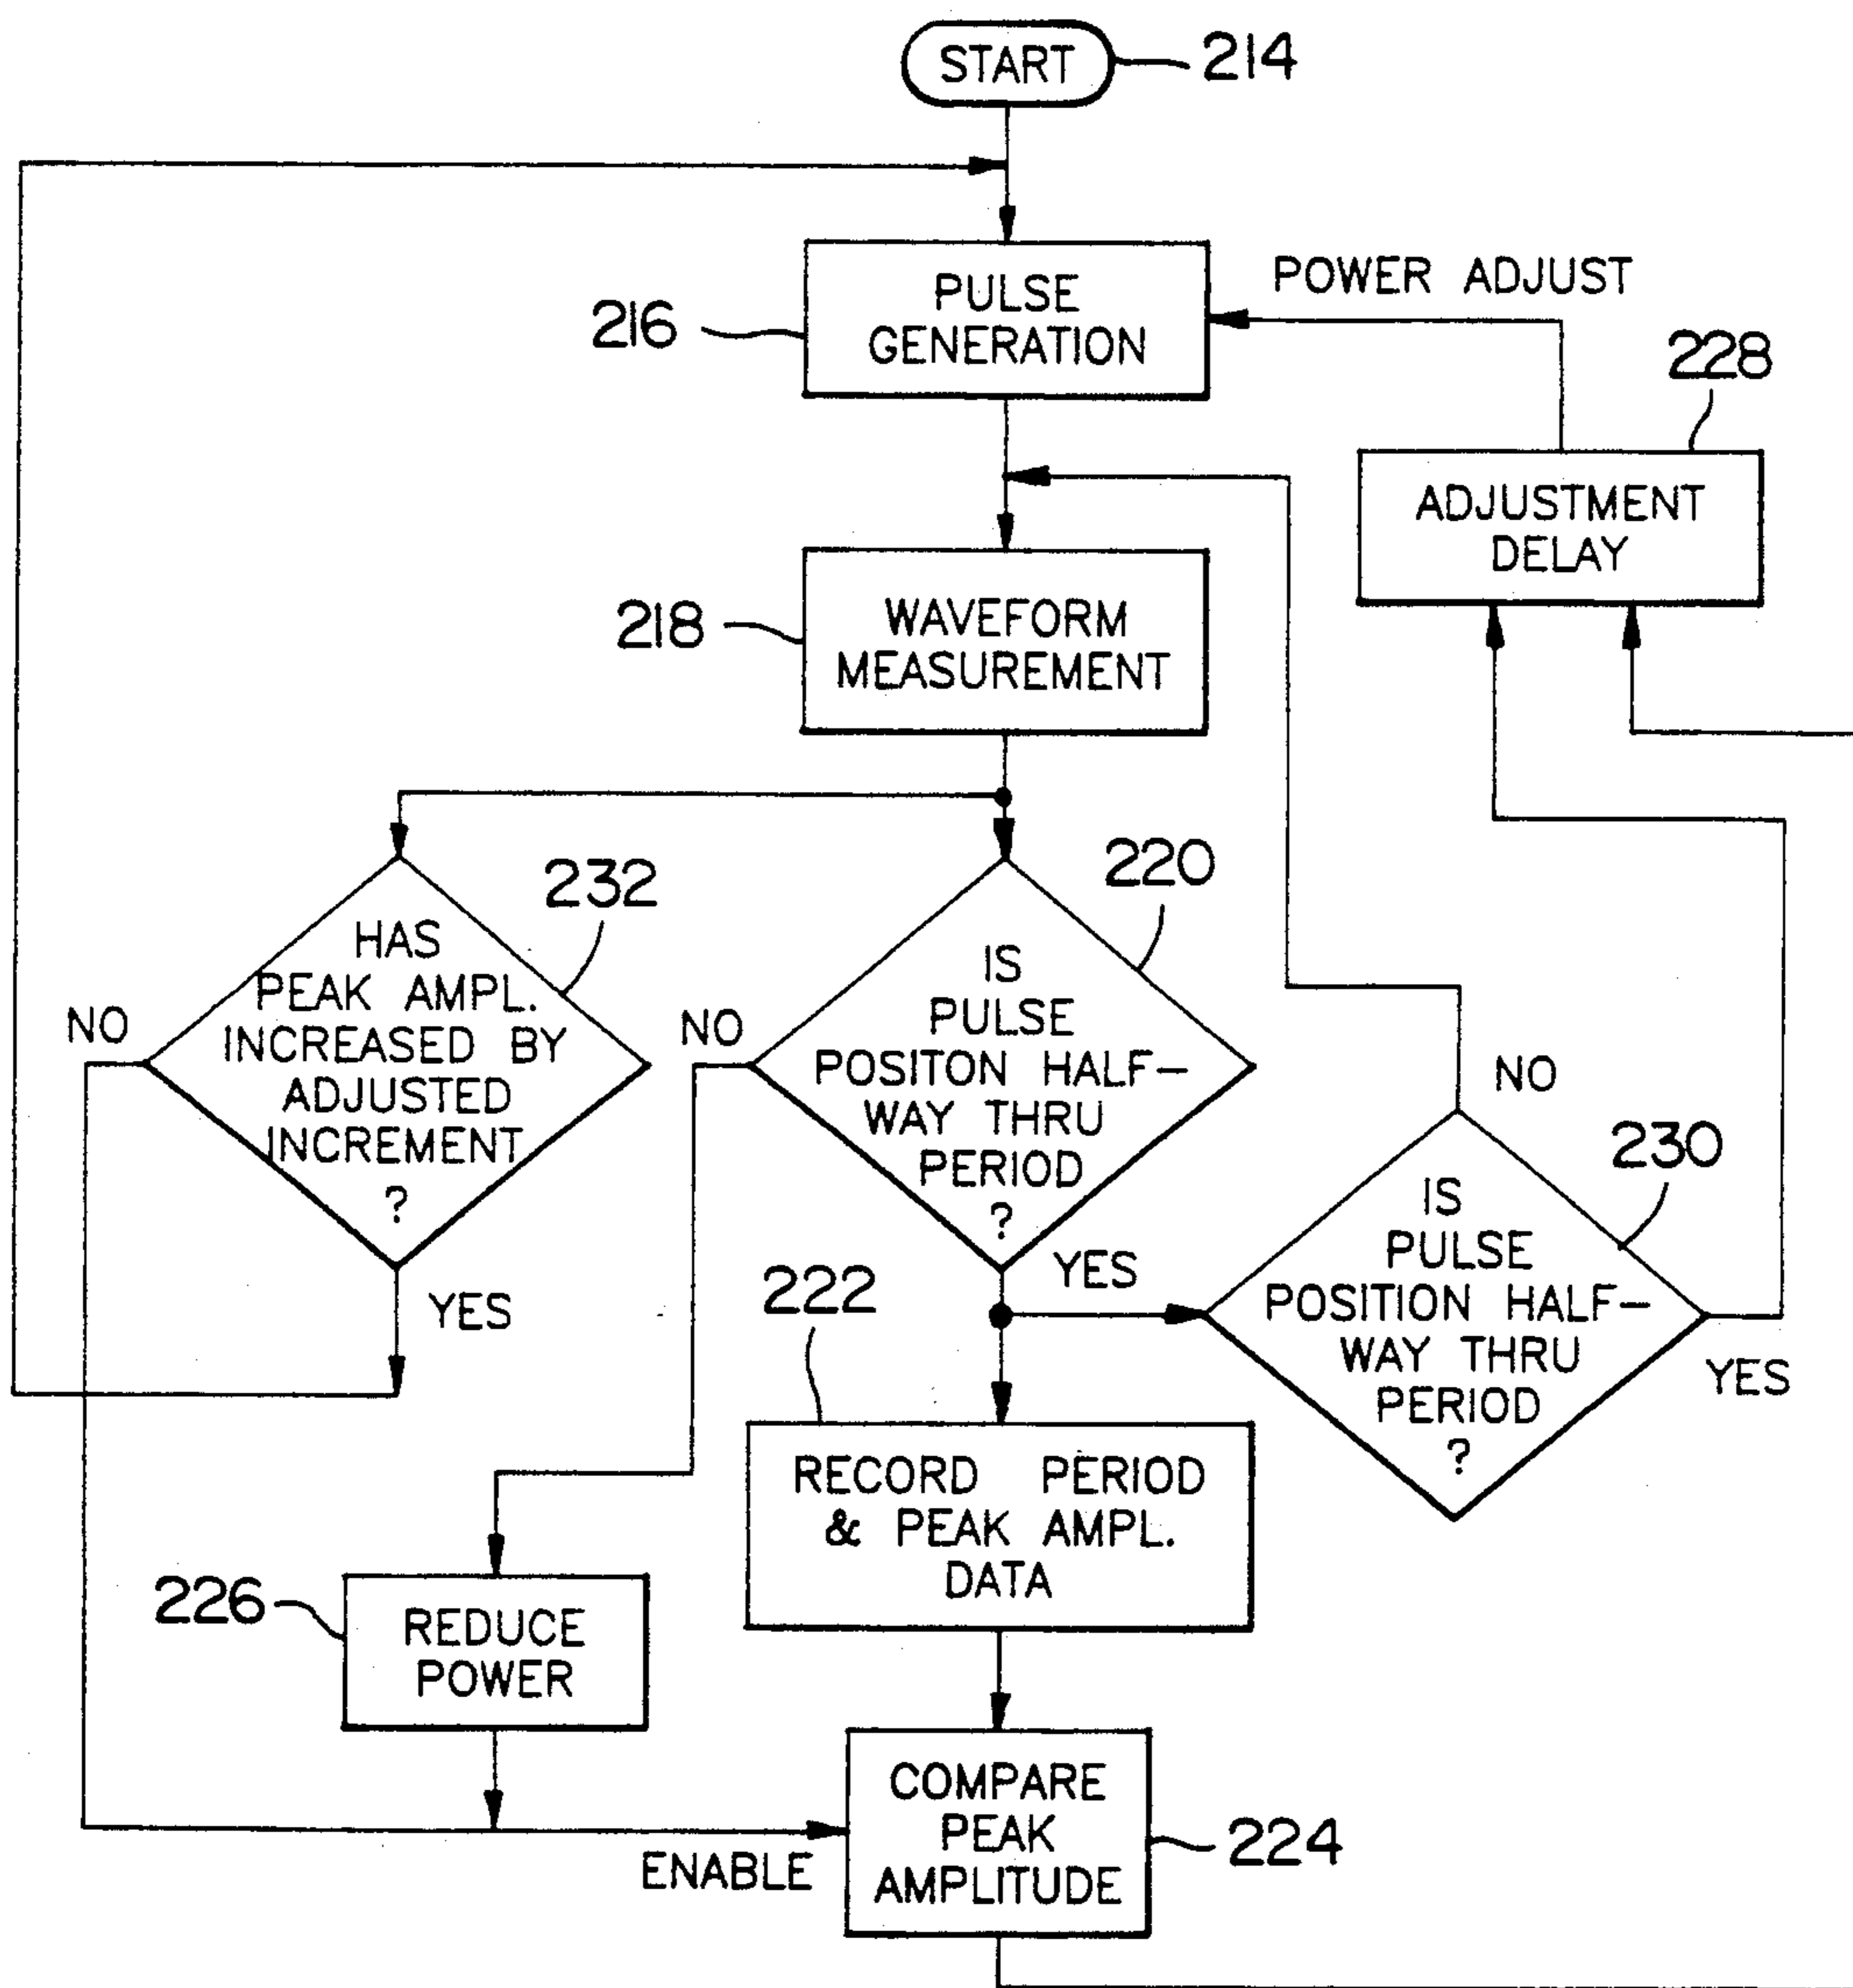 START
214
PULSE
GENERATION
216
POWER ADJUST
228
ADJUSTMENT
DELAY
WAVEFORM
MEASUREMENT
218
232
HAS
PEAK AMPL.
INCREASED BY
ADJUSTED
INCREMENT
?
NO
YES
220
IS
PULSE
POSITON HALF-
WAY THRU
PERIOD
?
NO
YES
230
IS
PULSE
POSITION HALF-
WAY THRU
PERIOD
?
NO
YES
222
RECORD PERIOD
& PEAK AMPL.
DATA
226
REDUCE
POWER
ENABLE
COMPARE
PEAK
AMPLITUDE
224